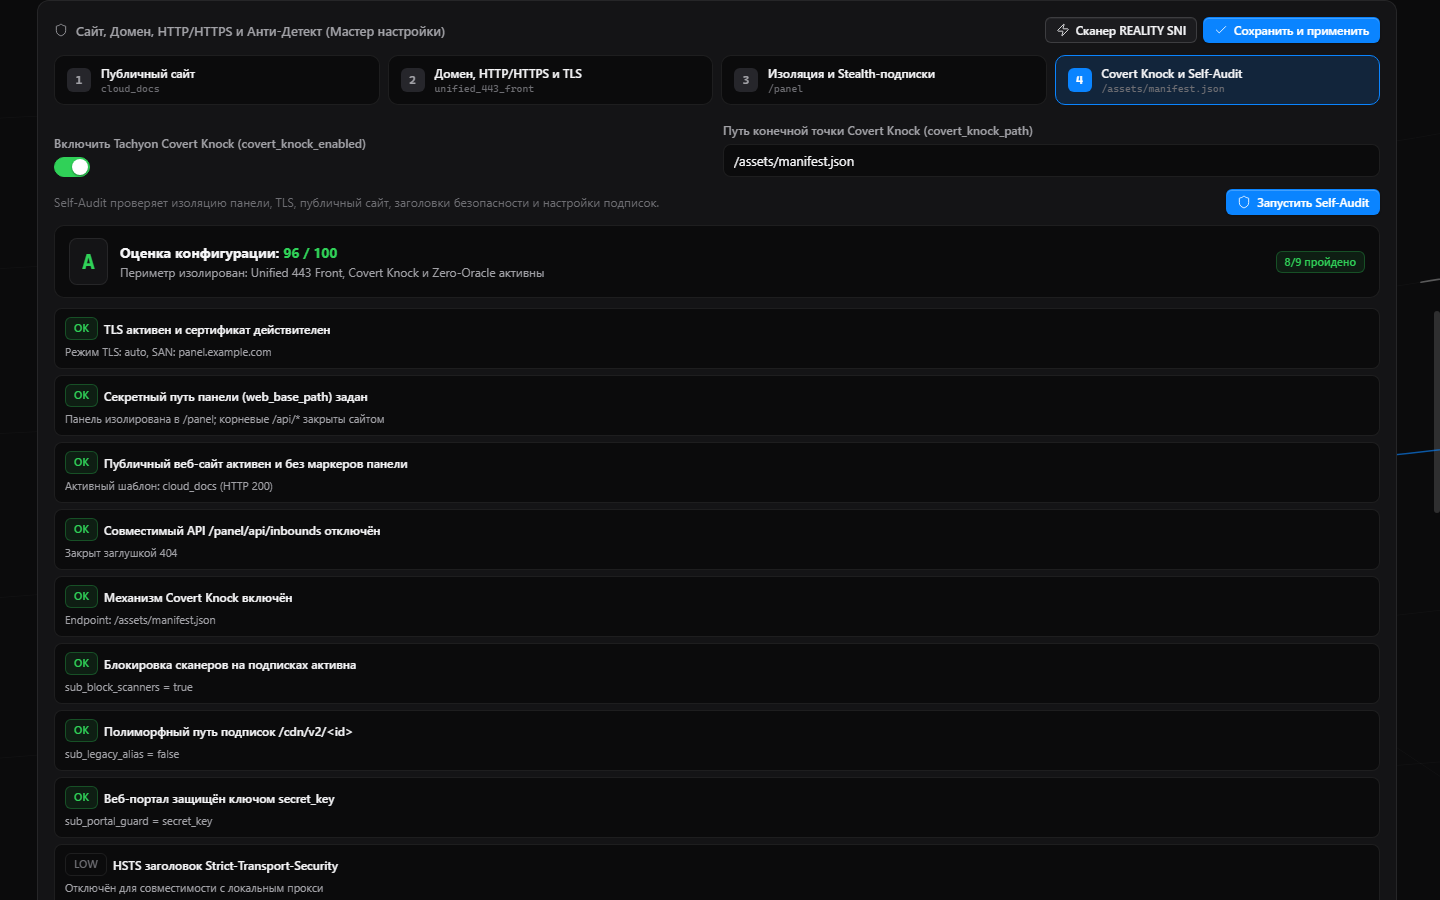 Сайт, Домен, HTTP/HTTPS и Анти-Детект (Мастер настройки)
Сканер REALITY SNI
Сохранить и применить
1
Публичный сайт
cloud_docs
2
Домен, HTTP/HTTPS и TLS
unified_443_front
3
Изоляция и Stealth-подписки
/panel
4
Covert Knock и Self-Audit
/assets/manifest.json
Включить Tachyon Covert Knock (covert_knock_enabled)
Путь конечной точки Covert Knock (covert_knock_path)
/assets/manifest.json
Self-Audit проверяет изоляцию панели, TLS, публичный сайт, заголовки безопасности и настройки подписок.
Запустить Self-Audit
A
Оценка конфигурации: 96 / 100
Периметр изолирован: Unified 443 Front, Covert Knock и Zero-Oracle активны
8/9 пройдено
OK TLS активен и сертификат действителен
Режим TLS: auto, SAN: panel.example.com
OK Секретный путь панели (web_base_path) задан
Панель изолирована в /panel; корневые /api/* закрыты сайтом
OK Публичный веб-сайт активен и без маркеров панели
Активный шаблон: cloud_docs (HTTP 200)
OK Совместимый API /panel/api/inbounds отключён
Закрыт заглушкой 404
OK Механизм Covert Knock включён
Endpoint: /assets/manifest.json
OK Блокировка сканеров на подписках активна
sub_block_scanners = true
OK Полиморфный путь подписок /cdn/v2/<id>
sub_legacy_alias = false
OK Веб-портал защищён ключом secret_key
sub_portal_guard = secret_key
LOW HSTS заголовок Strict-Transport-Security
Отключён для совместимости с локальным прокси